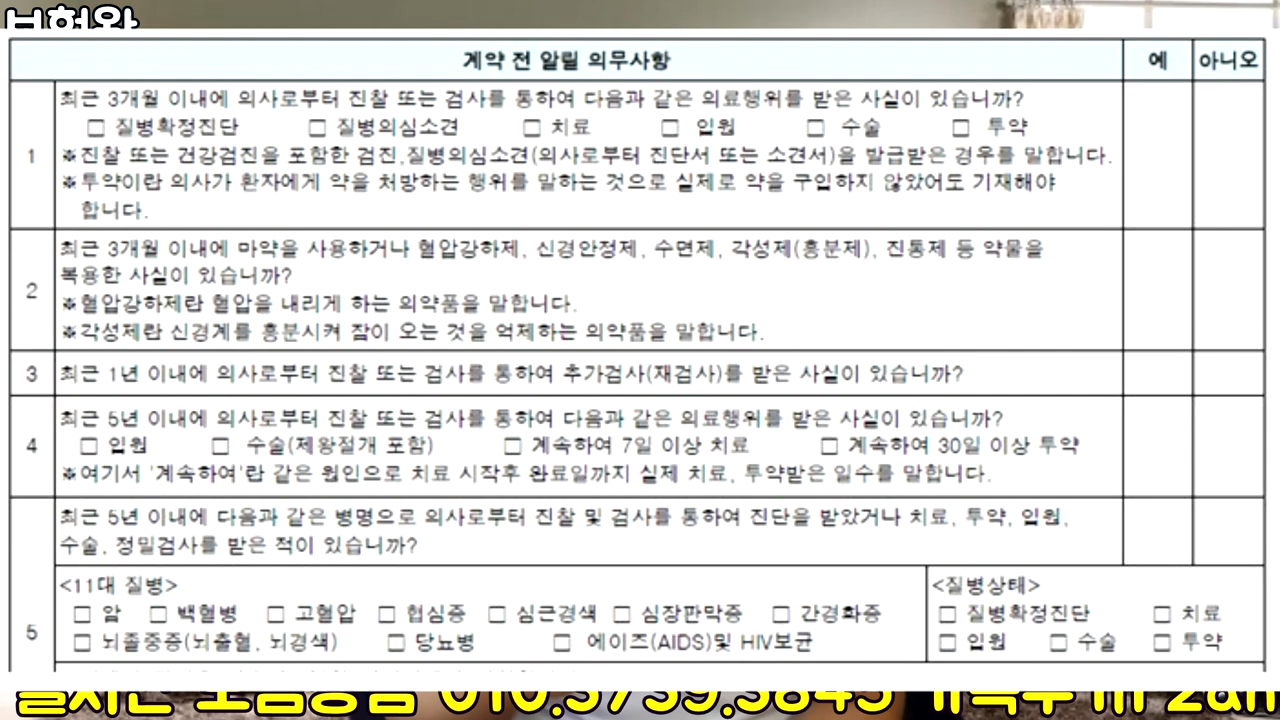 보험왕
계약 전 알릴 의무사항 예 아니오
1
최근 3개월 이내에 의사로부터 진찰 또는 검사를 통하여 다음과 같은 의료행위를 받은 사실이 있습니까?
□ 질병확정진단 □ 질병의심소견 □ 치료 □ 입원 □ 수술 □ 투약
※진찰 또는 건강검진을 포함한 검진,질병의심소견(의사로부터 진단서 또는 소견서)을 발급받은 경우를 말합니다.
※투약이란 의사가 환자에게 약을 처방하는 행위를 말하는 것으로 실제로 약을 구입하지 않았어도 기재해야
합니다.
2
최근 3개월 이내에 마약을 사용하거나 혈압강하제, 신경안정제, 수면제, 각성제(흥분제), 진통제 등 약물을
복용한 사실이 있습니까?
※혈압강하제란 혈압을 내리게 하는 의약품을 말합니다.
※각성제란 신경계를 흥분시켜 잠이 오는 것을 억제하는 의약품을 말합니다.
3 최근 1년 이내에 의사로부터 진찰 또는 검사를 통하여 추가검사(재검사)를 받은 사실이 있습니까?
4
최근 5년 이내에 의사로부터 진찰 또는 검사를 통하여 다음과 같은 의료행위를 받은 사실이 있습니까?
□ 입원 □ 수술(제왕절개 포함) □ 계속하여 7일 이상 치료 □ 계속하여 30일 이상 투약
※여기서 '계속하여'란 같은 원인으로 치료 시작후 완료일까지 실제 치료, 투약받은 일수를 말합니다.
5
최근 5년 이내에 다음과 같은 병명으로 의사로부터 진찰 및 검사를 통하여 진단을 받았거나 치료, 투약, 입원,
수술, 정밀검사를 받은 적이 있습니까?
<11대 질병>
□ 암 □ 백혈병 □ 고혈압 □ 협심증 □ 심근경색 □ 심장판막증 □ 간경화증
□ 뇌졸중증(뇌출혈, 뇌경색) □ 당뇨병 □ 에이즈(AIDS)및 HIV보균
<질병상태>
□ 질병확정진단 □ 치료
□ 입원 □ 수술 □ 투약
010.5739.3845